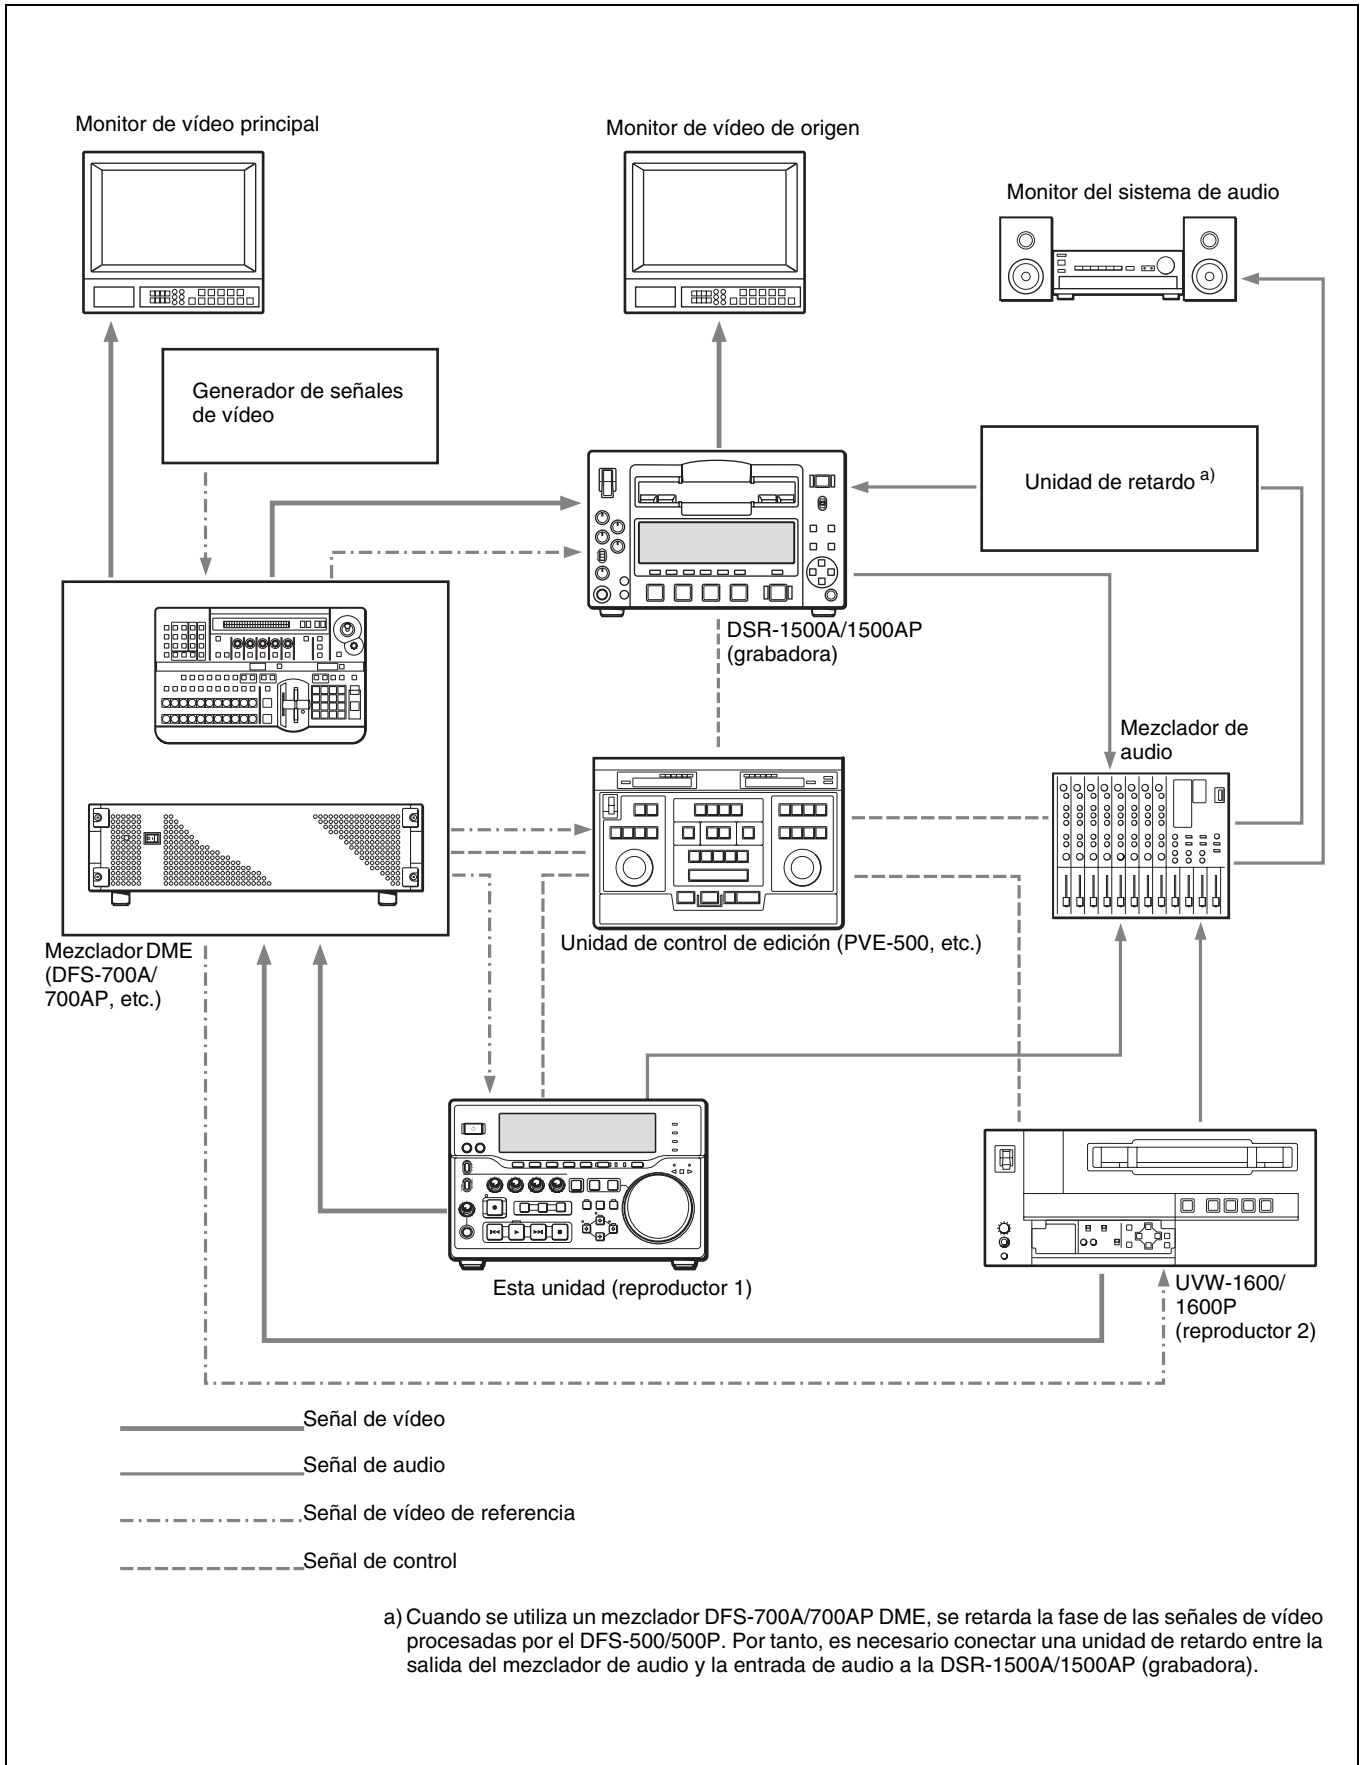 Monitor de vídeo principal
Monitor de vídeo de origen
Monitor del sistema de audio
Generador de señales
de vídeo
Unidad de retardo a)
DSR-1500A/1500AP
(grabadora)
Mezclador de
audio
Unidad de control de edición (PVE-500, etc.)
Mezclador DME
(DFS-700A/
700AP, etc.)
Esta unidad (reproductor 1)
UVW-1600/
1600P
(reproductor 2)
Señal de vídeo
Señal de audio
Señal de vídeo de referencia
Señal de control
a) Cuando se utiliza un mezclador DFS-700A/700AP DME, se retarda la fase de las señales de vídeo
procesadas por el DFS-500/500P. Por tanto, es necesario conectar una unidad de retardo entre la
salida del mezclador de audio y la entrada de audio a la DSR-1500A/1500AP (grabadora).